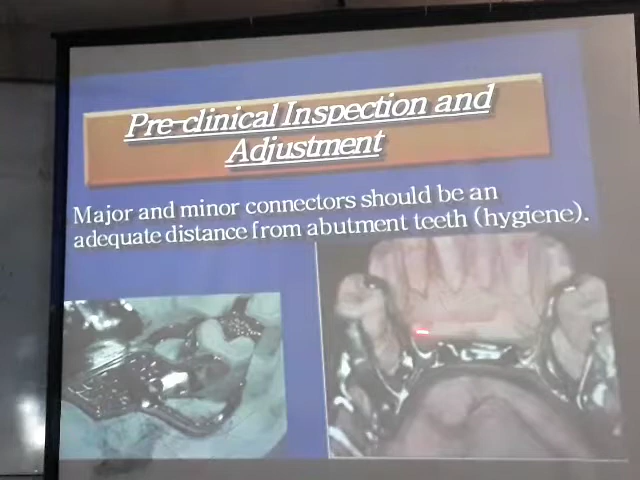 Pre-clinical Inspection and
Adjustment
Major and minor connectors should be an
adequate distance from abutment teeth (hygiene).